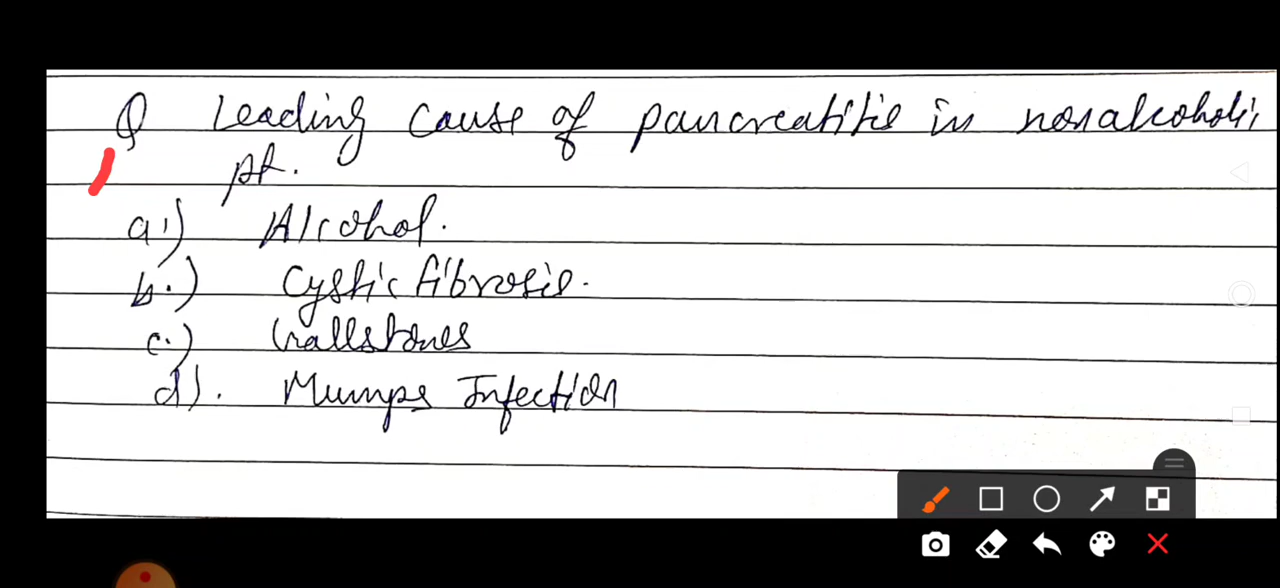 Q Leading cause of pancreatitis in nonalcoholic
pt.
a.) Alcohol.
b.) Cystic fibrosis.
c.) Gallstones
d). Mumps Infection